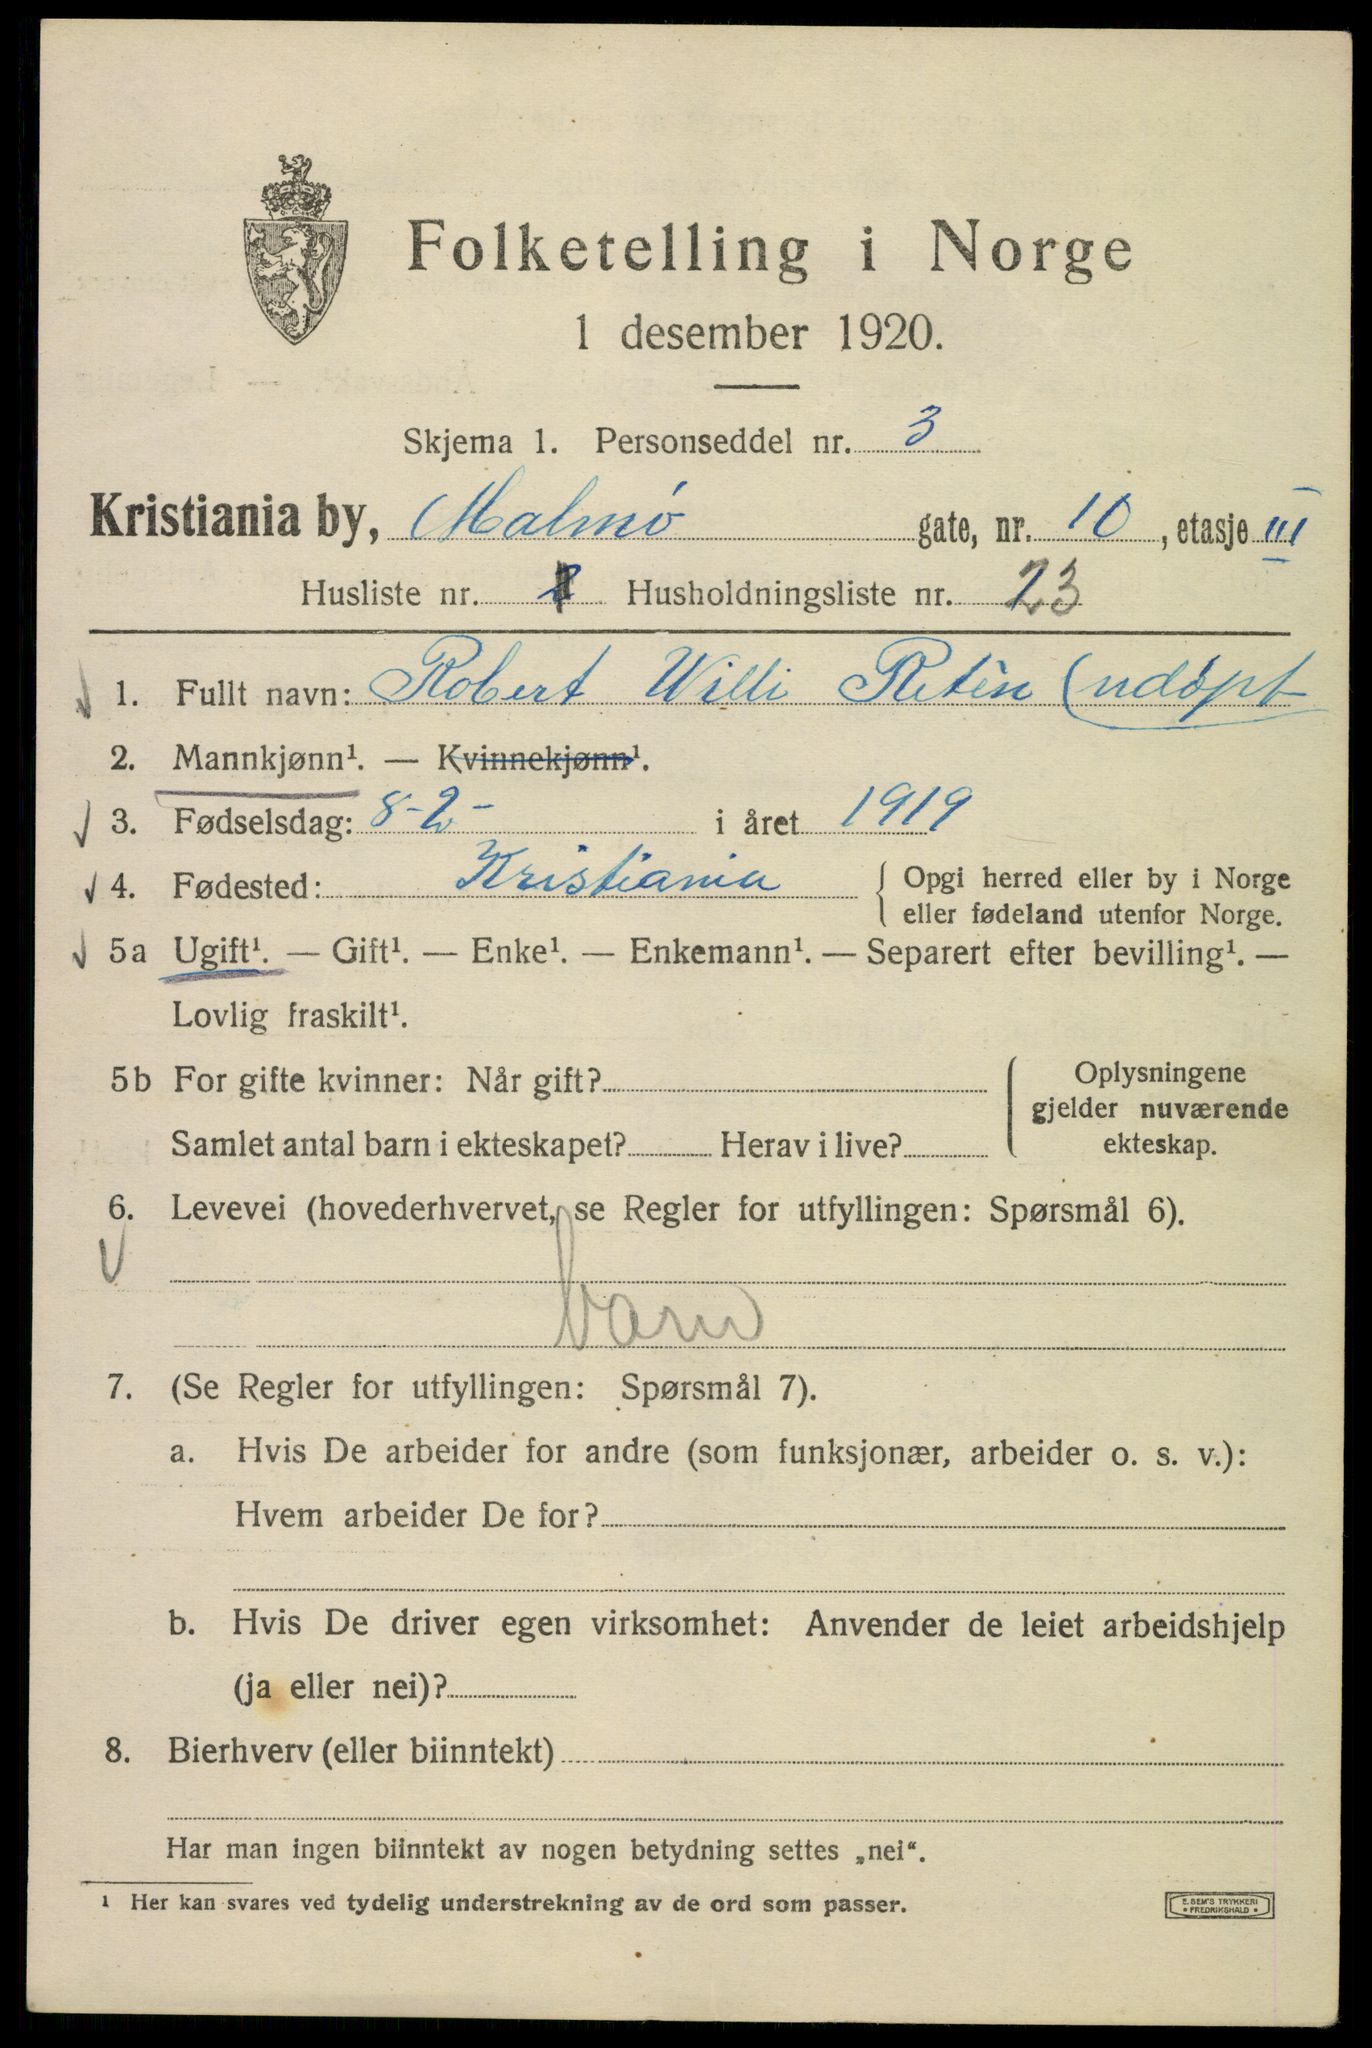 Folketelling i Norge
1 desember 1920.
Skjema 1. Personseddel nr. 3
Kristiania by, Malmö gate, nr. 10, etasje III
Husliste nr. Husholdningsliste nr. 23
1. Fullt navn: Robert Willi (udöpt
2. Mannkjønn¹. — Kvinnekjønn¹.
3. Fødselsdag: 8-2- i året 1919
4. Fødested: Kristiania { Opgi herred eller by i Norge
eller fødeland utenfor Norge.
5a Ugift¹. — Gift¹. — Enke¹. — Enkemann¹. — Separert efter bevilling¹. —
Lovlig fraskilt¹.
5b For gifte kvinner: Når gift? Oplysningene
gjelder nuværende
Samlet antal barn i ekteskapet? Herav i live? ekteskap.
6. Levevei (hovederhvervet, se Regler for utfyllingen: Spørsmål 6).
barn
7. (Se Regler for utfyllingen: Spørsmål 7).
a. Hvis De arbeider for andre (som funksjonær, arbeider o. s. v.):
Hvem arbeider De for?
b. Hvis De driver egen virksomhet: Anvender de leiet arbeidshjelp
(ja eller nei)?
8. Bierhverv (eller biinntekt)
Har man ingen biinntekt av nogen betydning settes „nei“.
¹ Her kan svares ved tydelig understrekning av de ord som passer.
E. SEM'S TRYKKERI
• FREDRIKSHALD •